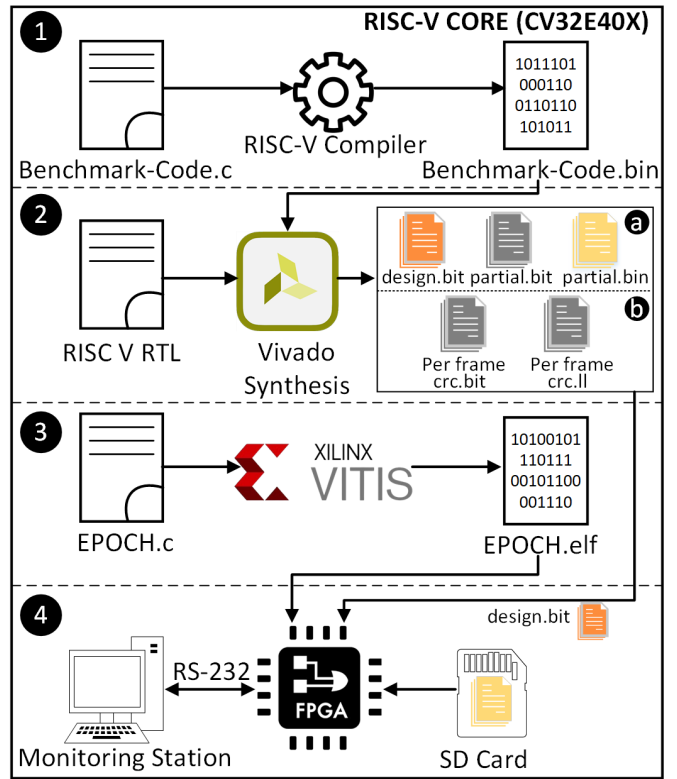 1
RISC-V CORE (CV32E40X)
1011101
000110
0110110
101011
Benchmark-Code.c
RISC-V Compiler
Benchmark-Code.bin
2
a
design.bit partial.bit partial.bin
b
RISC V RTL
Vivado
Synthesis
Per frame
crc.bit
Per frame
crc.ll
3
XILINX
VITIS
10100101
110111
00101100
001110
EPOCH.c
EPOCH.elf
4
design.bit
RS-232
FPGA
Monitoring Station
SD Card